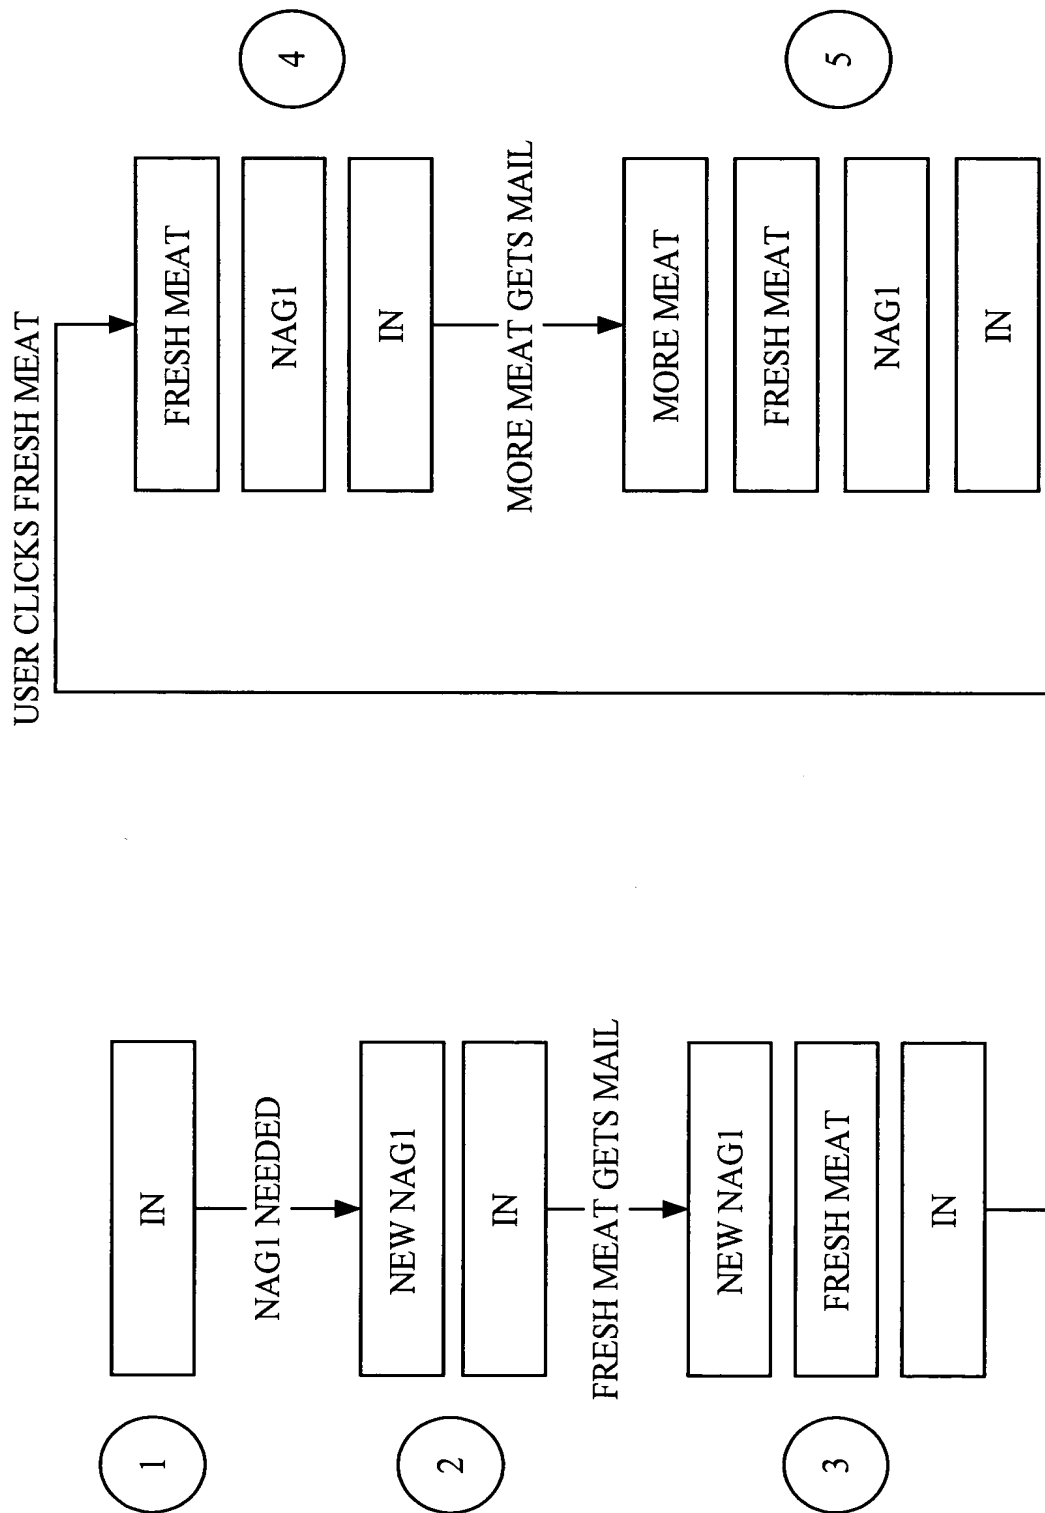 1
IN
NAG1 NEEDED
2
NEW NAG1
IN
FRESH MEAT GETS MAIL
3
NEW NAG1
FRESH MEAT
IN
USER CLICKS FRESH MEAT
4
FRESH MEAT
NAG1
IN
MORE MEAT GETS MAIL
5
MORE MEAT
FRESH MEAT
NAG1
IN